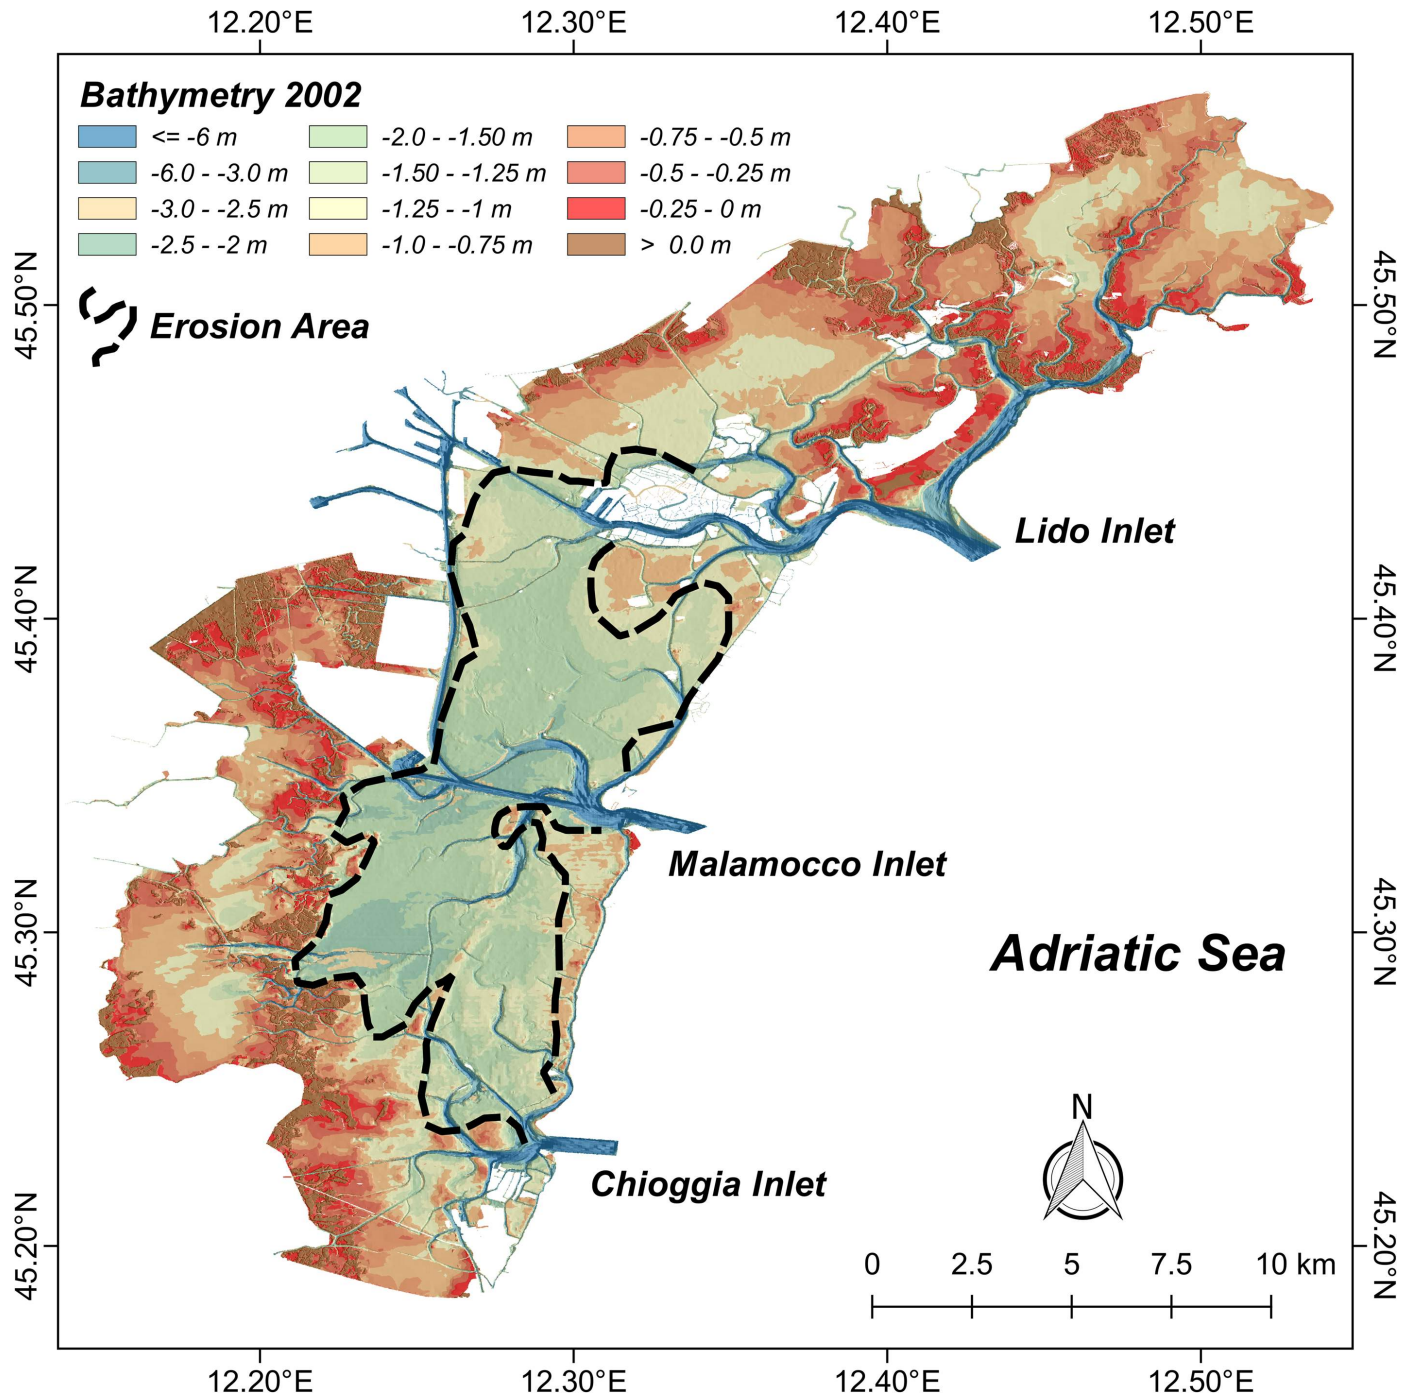 12.20°E 12.30°E 12.40°E 12.50°E
Bathymetry 2002
<= -6 m -2.0 - -1.50 m -0.75 - -0.5 m
-6.0 - -3.0 m -1.50 - -1.25 m -0.5 - -0.25 m
-3.0 - -2.5 m -1.25 - -1 m -0.25 - 0 m
-2.5 - -2 m -1.0 - -0.75 m > 0.0 m
Erosion Area
45.50°N 45.50°N
Lido Inlet
45.40°N 45.40°N
Malamocco Inlet
45.30°N 45.30°N
Adriatic Sea
N
Chioggia Inlet
45.20°N 45.20°N
0 2.5 5 7.5 10 km
12.20°E 12.30°E 12.40°E 12.50°E